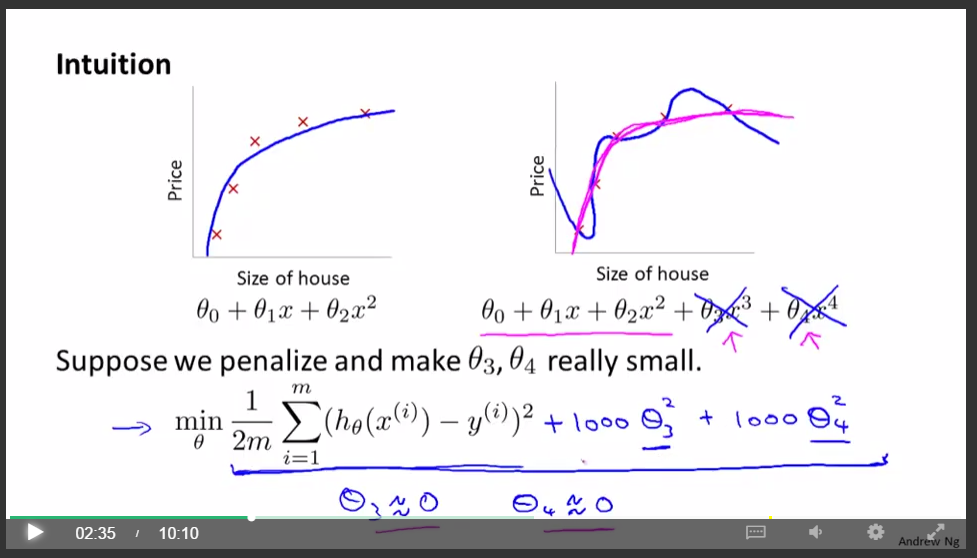 Intuition
Price
Size of house
θ₀ + θ₁x + θ₂x²
Price
Size of house
θ₀ + θ₁x + θ₂x² + θ₃x³ + θ₄x⁴
Suppose we penalize and make θ₃, θ₄ really small.
→ min_θ 1/2m ∑_{i=1}^{m} (h_θ(x⁽ⁱ⁾) − y⁽ⁱ⁾)² + 1000 θ₃² + 1000 θ₄²
θ₃ ≈ 0 θ₄ ≈ 0
02:35 / 10:10
Andrew Ng